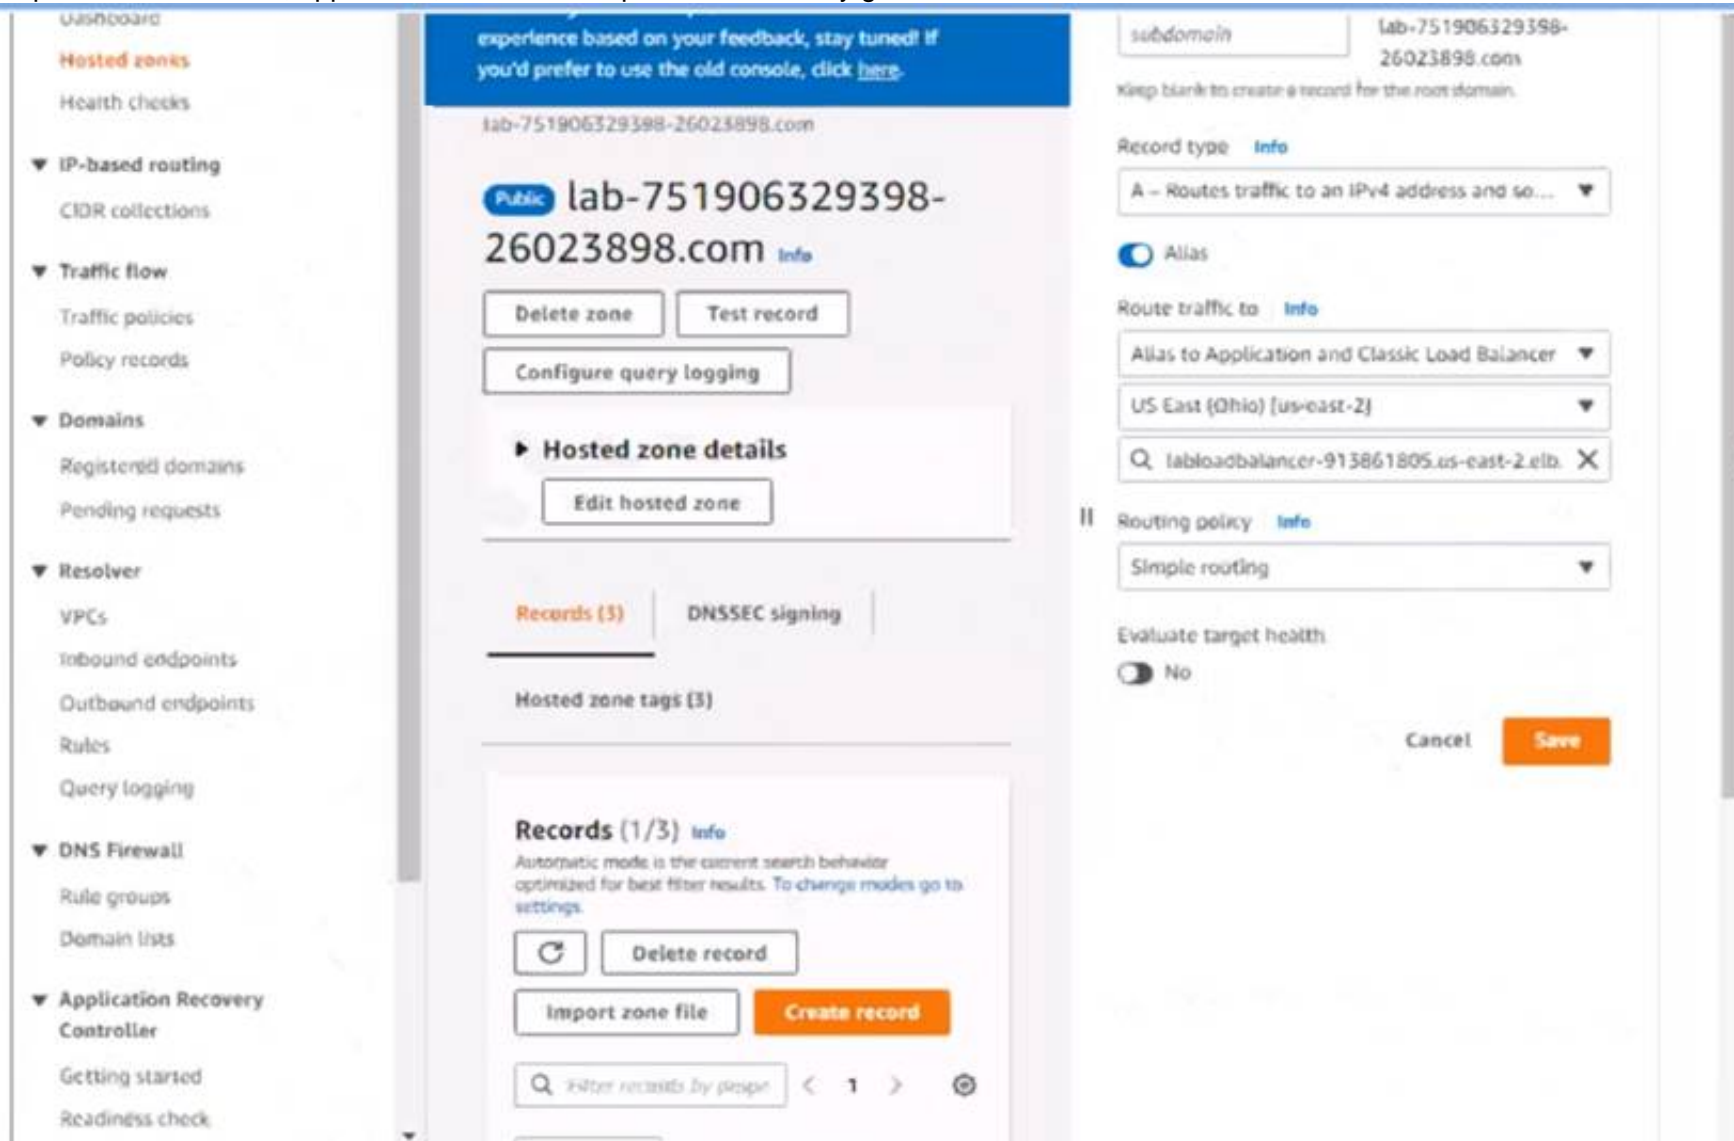 Dashboard
Hosted zones
Health checks
IP-based routing
CIDR collections
Traffic flow
Traffic policies
Policy records
Domains
Registered domains
Pending requests
Resolver
VPCs
Inbound endpoints
Outbound endpoints
Rules
Query logging
DNS Firewall
Rule groups
Domain lists
Application Recovery
Controller
Getting started
Readiness check
experience based on your feedback, stay tuned! If
you'd prefer to use the old console, click here.
lab-751906329398-26023898.com
Public lab-751906329398-
26023898.com Info
Delete zone Test record
Configure query logging
Hosted zone details
Edit hosted zone
Records (3) DNSSEC signing
Hosted zone tags (3)
Records (1/3) Info
Automatic mode is the current search behavior
optimized for best filter results. To change modes go to
settings.
Delete record
Import zone file Create record
Filter records by 1
subdomain
lab-751906329398-
26023898.com
Keep blank to create a record for the root domain.
Record type Info
A – Routes traffic to an IPv4 address and so...
Alias
Route traffic to Info
Alias to Application and Classic Load Balancer
US East (Ohio) [us-east-2]
labloadbalancer-913861805.us-east-2.elb.
Routing policy Info
Simple routing
Evaluate target health
No
Cancel Save